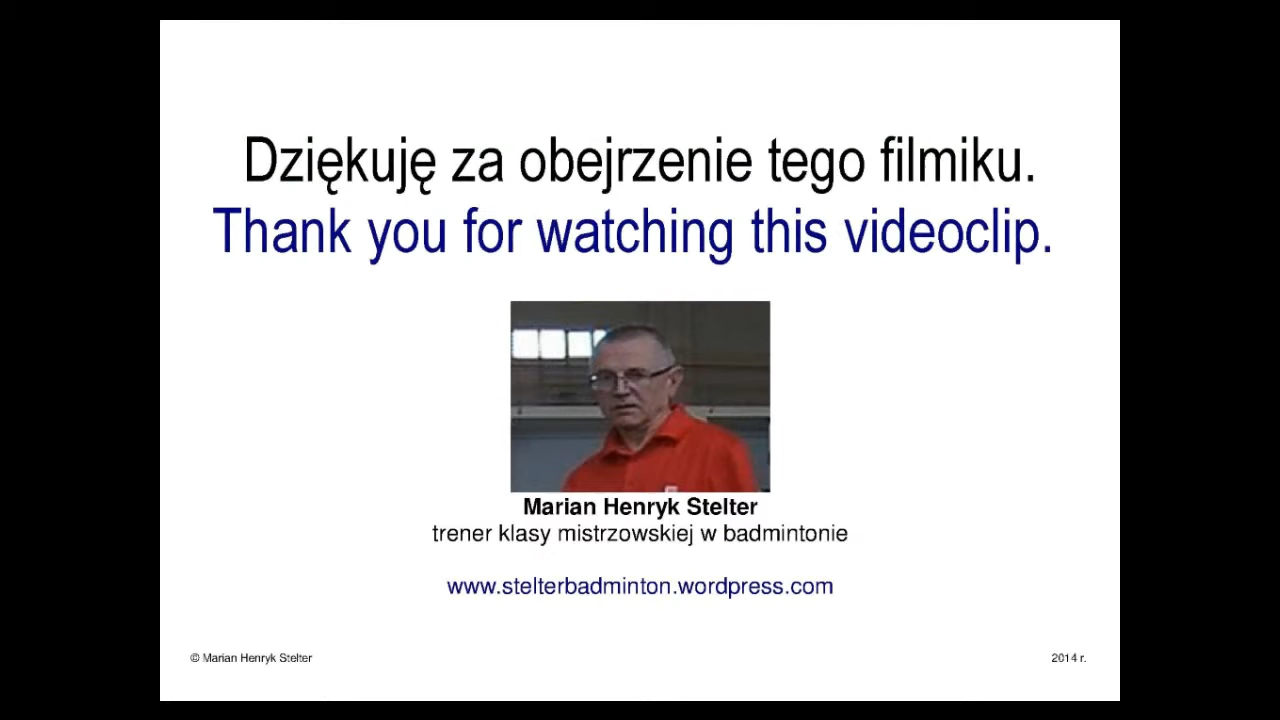 Dziękuję za obejrzenie tego filmiku.
Thank you for watching this videoclip.
Marian Henryk Stelter
trener klasy mistrzowskiej w badmintonie
www.stelterbadminton.wordpress.com
© Marian Henryk Stelter
2014 r.